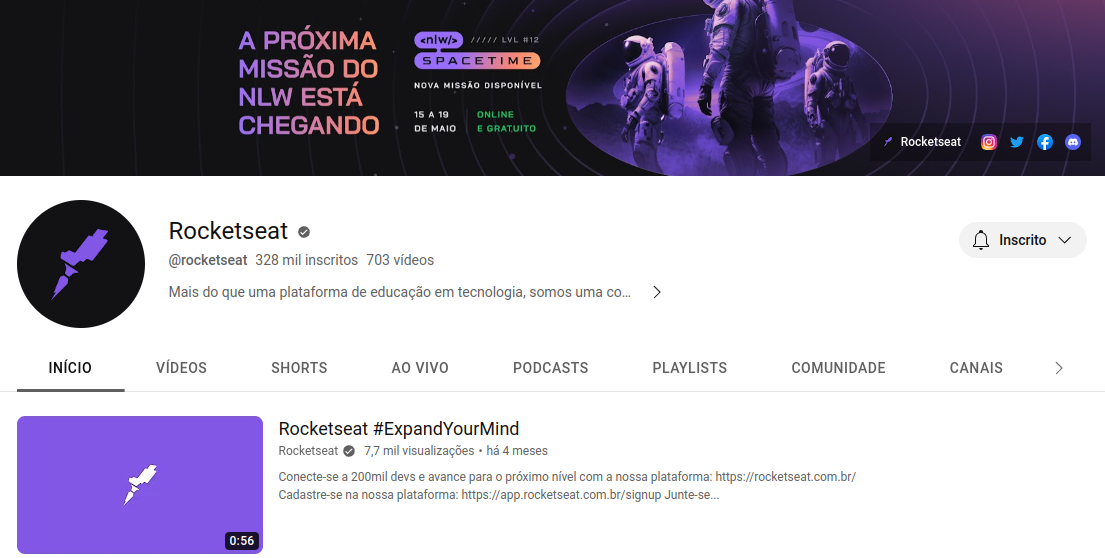 A PRÓXIMA
MISSÃO DO
NLW ESTÁ
CHEGANDO
<nlw/> ///// LVL #12
SPACETIME
NOVA MISSÃO DISPONÍVEL
15 A 19
DE MAIO
ONLINE
E GRATUITO
Rocketseat
Rocketseat
@rocketseat 328 mil inscritos 703 vídeos
Mais do que uma plataforma de educação em tecnologia, somos uma co...
Inscrito
INÍCIO VÍDEOS SHORTS AO VIVO PODCASTS PLAYLISTS COMUNIDADE CANAIS
0:56
Rocketseat #ExpandYourMind
Rocketseat 7,7 mil visualizações • há 4 meses
Conecte-se a 200mil devs e avance para o próximo nível com a nossa plataforma: https://rocketseat.com.br/
Cadastre-se na nossa plataforma: https://app.rocketseat.com.br/signup Junte-se...